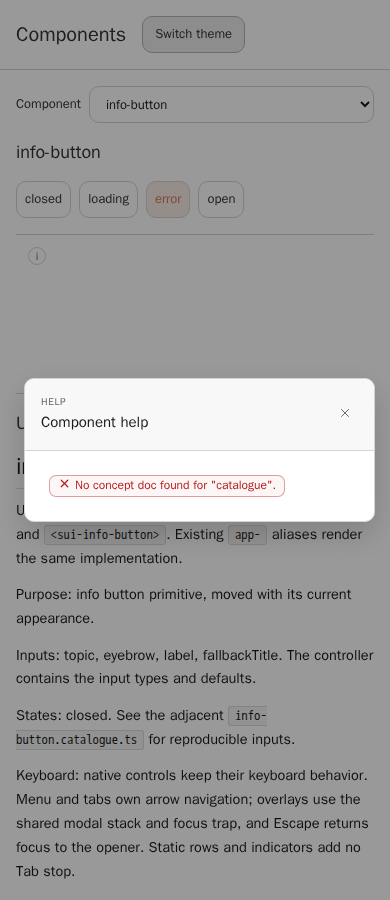 Components Switch theme
Component info-button
info-button
closed loading error open
i
HELP
Component help
✕ No concept doc found for "catalogue".
and <sui-info-button>. Existing app- aliases render
the same implementation.
Purpose: info button primitive, moved with its current
appearance.
Inputs: topic, eyebrow, label, fallbackTitle. The controller
contains the input types and defaults.
States: closed. See the adjacent info-
button.catalogue.ts for reproducible inputs.
Keyboard: native controls keep their keyboard behavior.
Menu and tabs own arrow navigation; overlays use the
shared modal stack and focus trap, and Escape returns
focus to the opener. Static rows and indicators add no
Tab stop.